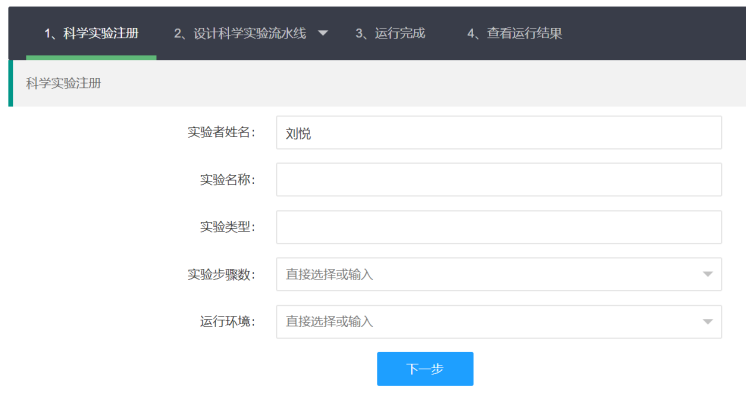 1、科学实验注册 2、设计科学实验流水线 3、运行完成 4、查看运行结果
科学实验注册
实验者姓名： 刘悦
实验名称：
实验类型：
实验步骤数： 直接选择或输入
运行环境： 直接选择或输入
下一步